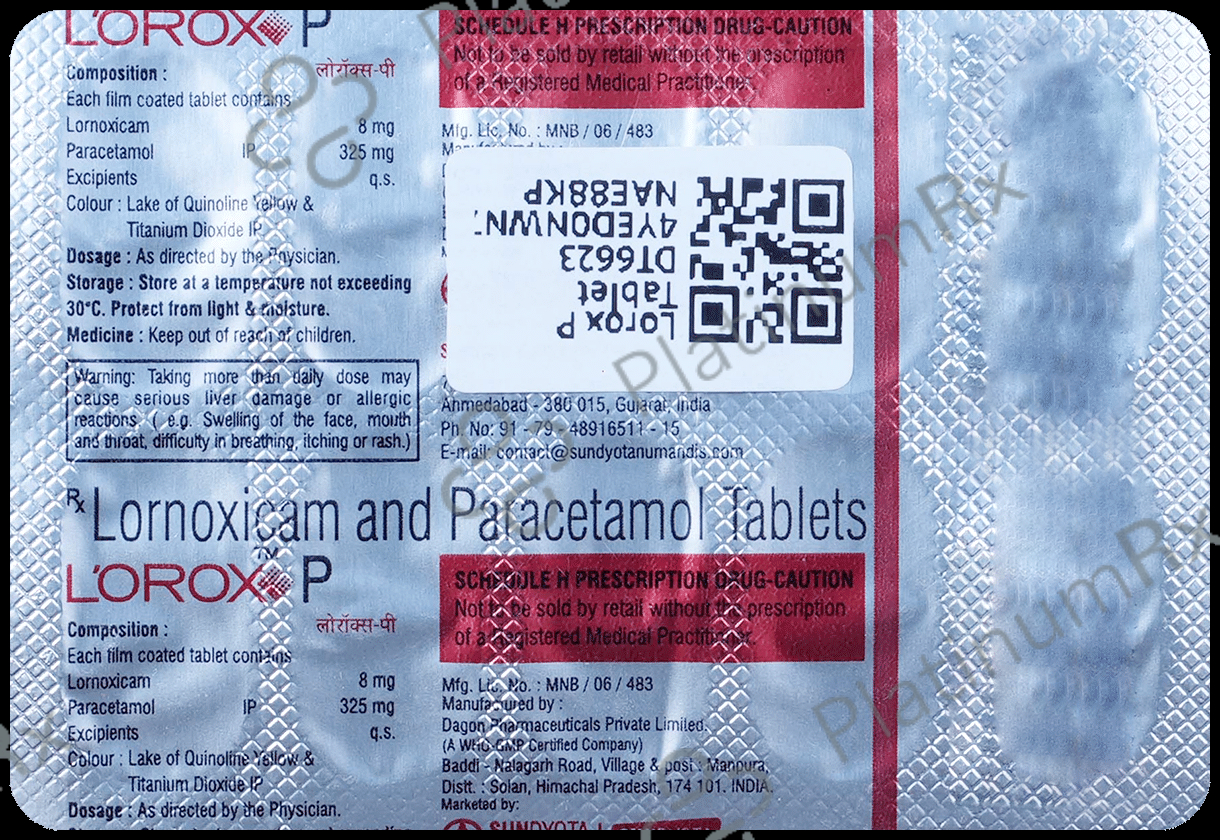 L'OROX P
लोरॉक्स-पी
Composition :
Each film coated tablet contains
Lornoxicam 8 mg
Paracetamol IP 325 mg
Excipients q.s.
Colour : Lake of Quinoline Yellow &
Titanium Dioxide IP
Dosage : As directed by the Physician.
Storage : Store at a temperature not exceeding
30°C. Protect from light & moisture.
Medicine : Keep out of reach of children.
Warning: Taking more than daily dose may
cause serious liver damage or allergic
reactions. ( e.g. Swelling of the face, mouth
and throat, difficulty in breathing, itching or rash.)
SCHEDULE H PRESCRIPTION DRUG-CAUTION
Not to be sold by retail without the prescription
of a Registered Medical Practitioner.
Mfg. Lic. No. : MNB / 06 / 483
Lorox P
Tablet
DT6623
4YEDONWN,-
NAE88KP
Ahmedabad - 380 015, Gujarat, India
Ph. No: 91 - 79 - 48916511 - 15
E-mail: contact@sundyotanumandis.com
Rx Lornoxicam and Paracetamol Tablets
L'OROX™ P
लोरॉक्स-पी
Composition :
Each film coated tablet contains
Lornoxicam 8 mg
Paracetamol IP 325 mg
Excipients q.s.
Colour : Lake of Quinoline Yellow &
Titanium Dioxide IP
Dosage : As directed by the Physician.
SCHEDULE H PRESCRIPTION DRUG-CAUTION
Not to be sold by retail without the prescription
of a Registered Medical Practitioner.
Mfg. Lic. No. : MNB / 06 / 483
Manufactured by :
Dagon Pharmaceuticals Private Limited.
(A WHO-GMP Certified Company)
Baddi - Nalagarh Road, Village & post : Manpura,
Distt. : Solan, Himachal Pradesh, 174 101. INDIA.
Marketed by:
SUNDYOTA
PlatinumRx
PlatinumRx
PlatinumRx